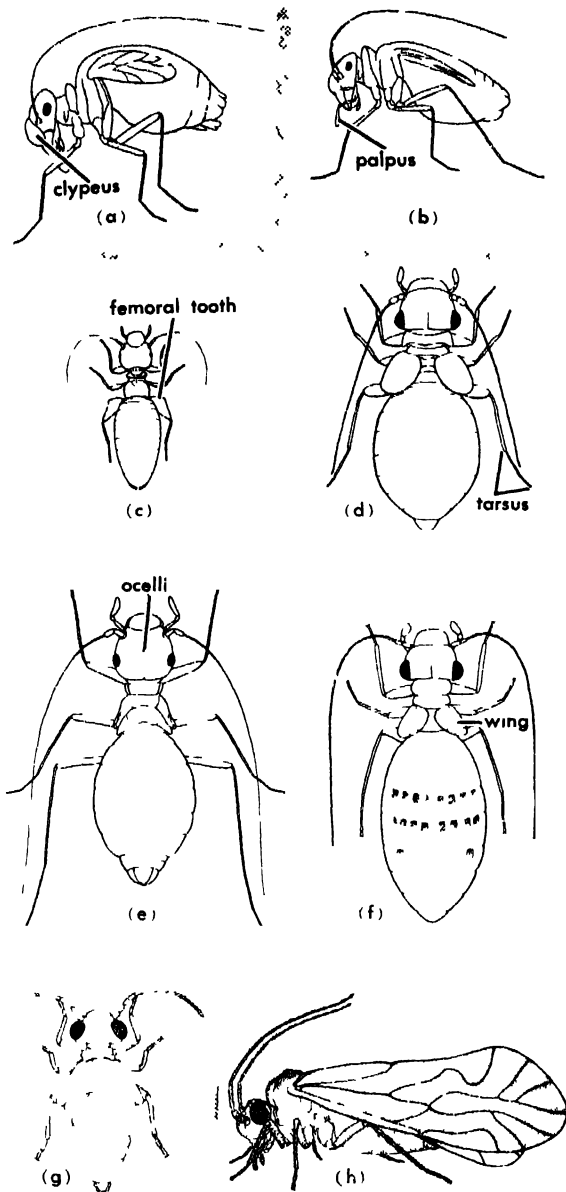 clypeus
(a)
palpus
(b)
femoral tooth
(c)
(d)
tarsus
ocelli
(e)
wing
(f)
(g)
(h)